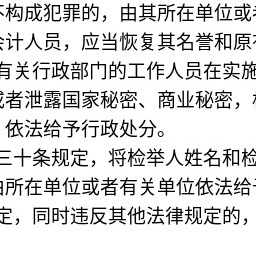 不构成犯罪的，由其所在单位或者
会计人员，应当恢复其名誉和原
有关行政部门的工作人员在实施
或者泄露国家秘密、商业秘密，
依法给予行政处分。
三十条规定，将检举人姓名和检
由所在单位或者有关单位依法给予
定，同时违反其他法律规定的，